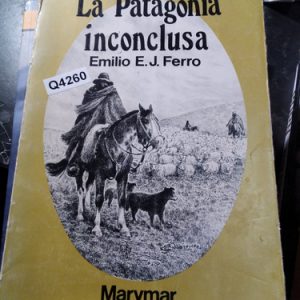 La Patagonia
inconclusa
Emilio E. J. Ferro
Q4260
Marymar